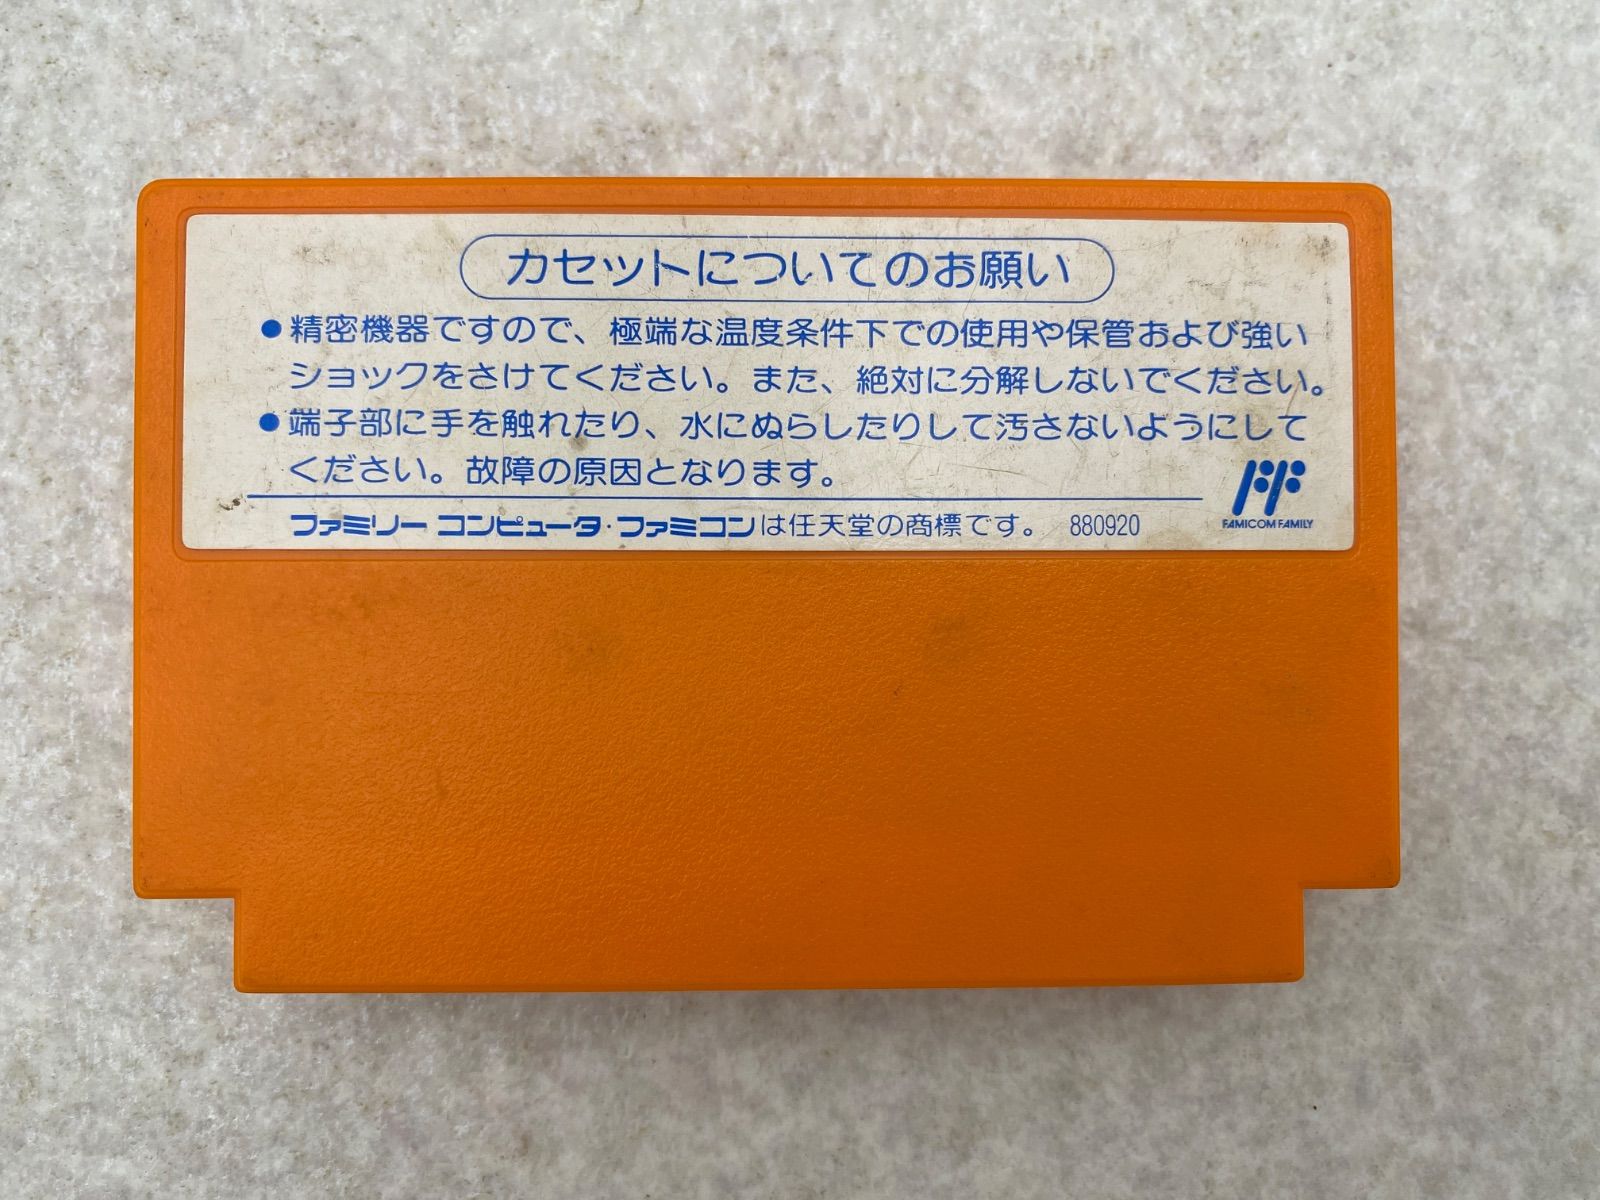 カセットについてのお願い
●精密機器ですので、極端な温度条件下での使用や保管および強い
ショックをさけてください。また、絶対に分解しないでください。
●端子部に手を触れたり、水にぬらしたりして汚さないようにして
ください。故障の原因となります。
ファミリー コンピュータ・ファミコンは任天堂の商標です。 880920
FAMICOM FAMILY